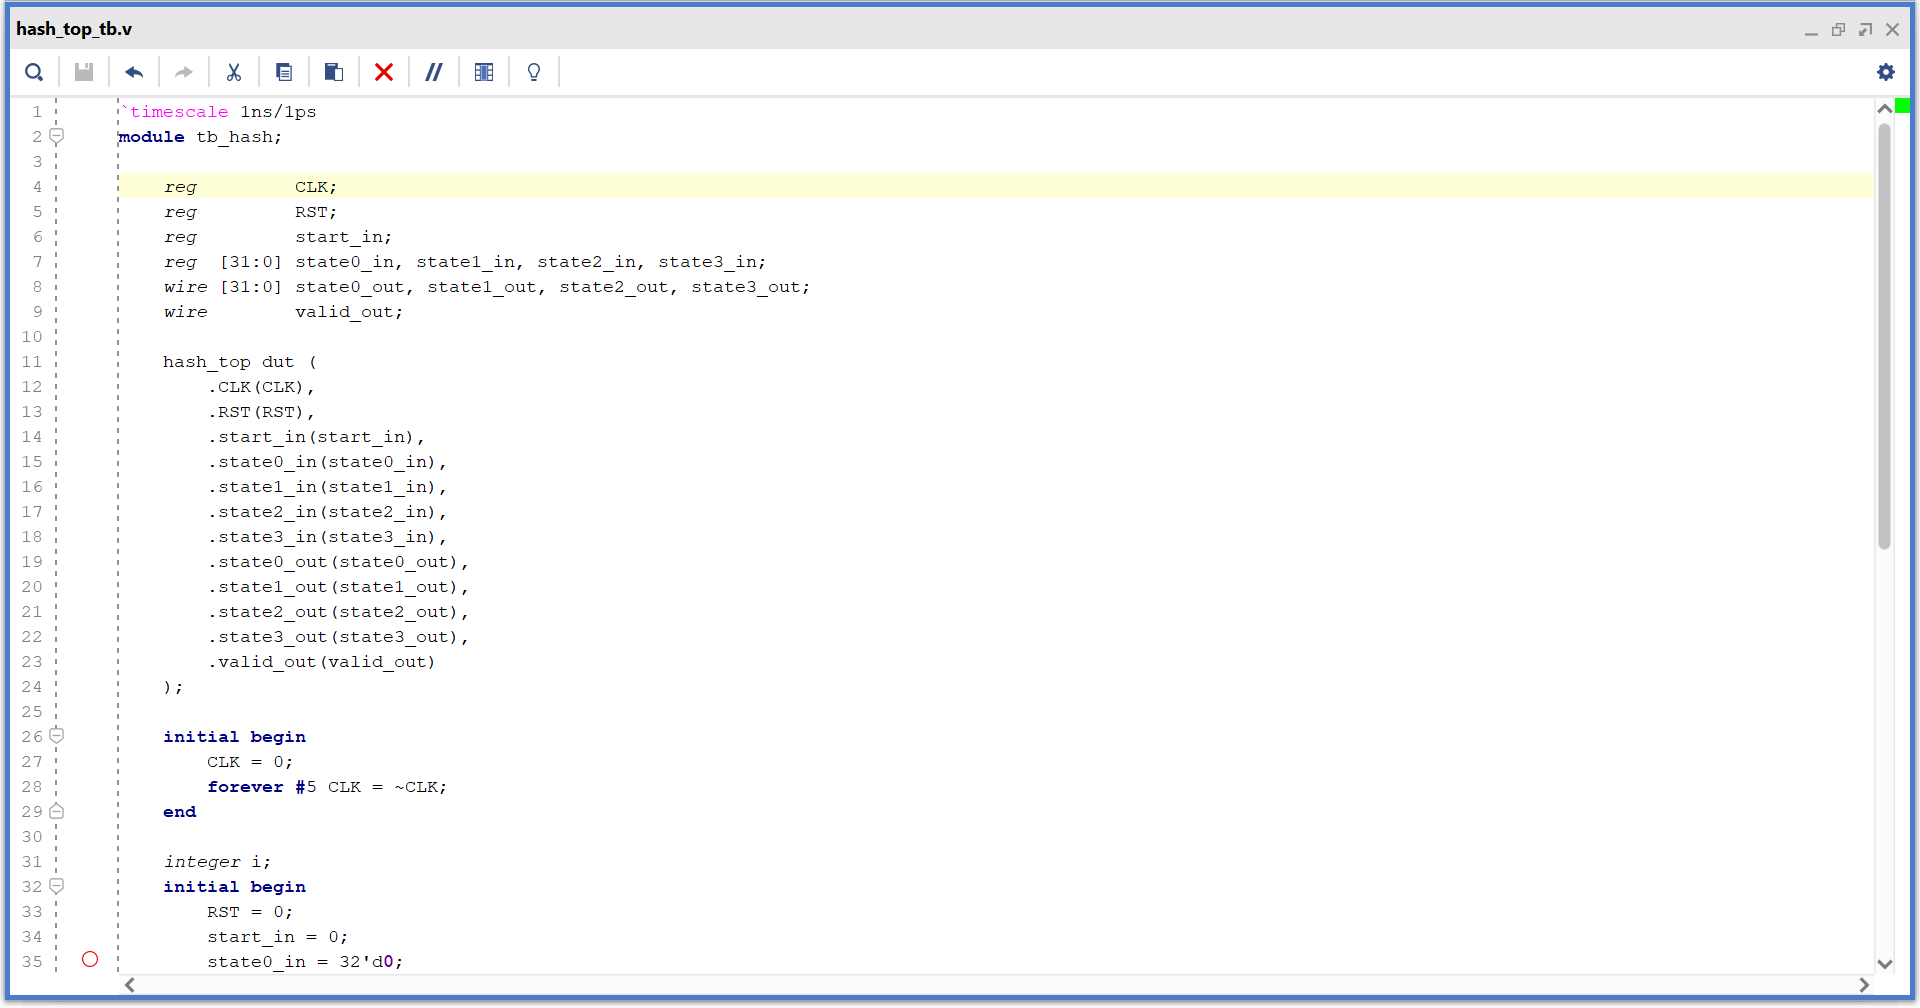 hash_top_tb.v
1 `timescale 1ns/1ps
2 module tb_hash;
3
4     reg         CLK;
5     reg         RST;
6     reg         start_in;
7     reg  [31:0] state0_in, state1_in, state2_in, state3_in;
8     wire [31:0] state0_out, state1_out, state2_out, state3_out;
9     wire        valid_out;
10
11     hash_top dut (
12         .CLK(CLK),
13         .RST(RST),
14         .start_in(start_in),
15         .state0_in(state0_in),
16         .state1_in(state1_in),
17         .state2_in(state2_in),
18         .state3_in(state3_in),
19         .state0_out(state0_out),
20         .state1_out(state1_out),
21         .state2_out(state2_out),
22         .state3_out(state3_out),
23         .valid_out(valid_out)
24     );
25
26     initial begin
27         CLK = 0;
28         forever #5 CLK = ~CLK;
29     end
30
31     integer i;
32     initial begin
33         RST = 0;
34         start_in = 0;
35         state0_in = 32'd0;